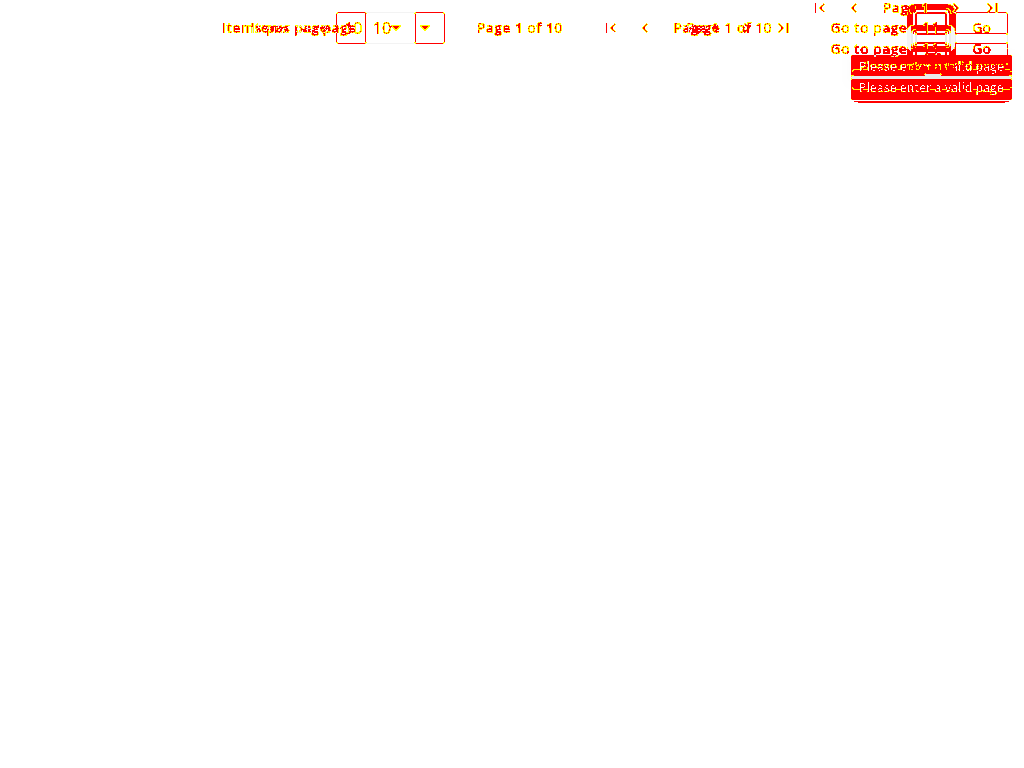 Page 1
Items per page 10 10 Page 1 of 10 Page 1 of 10 Go to page 11 Go
Go to page Go
Please enter a valid page
Please enter a valid page